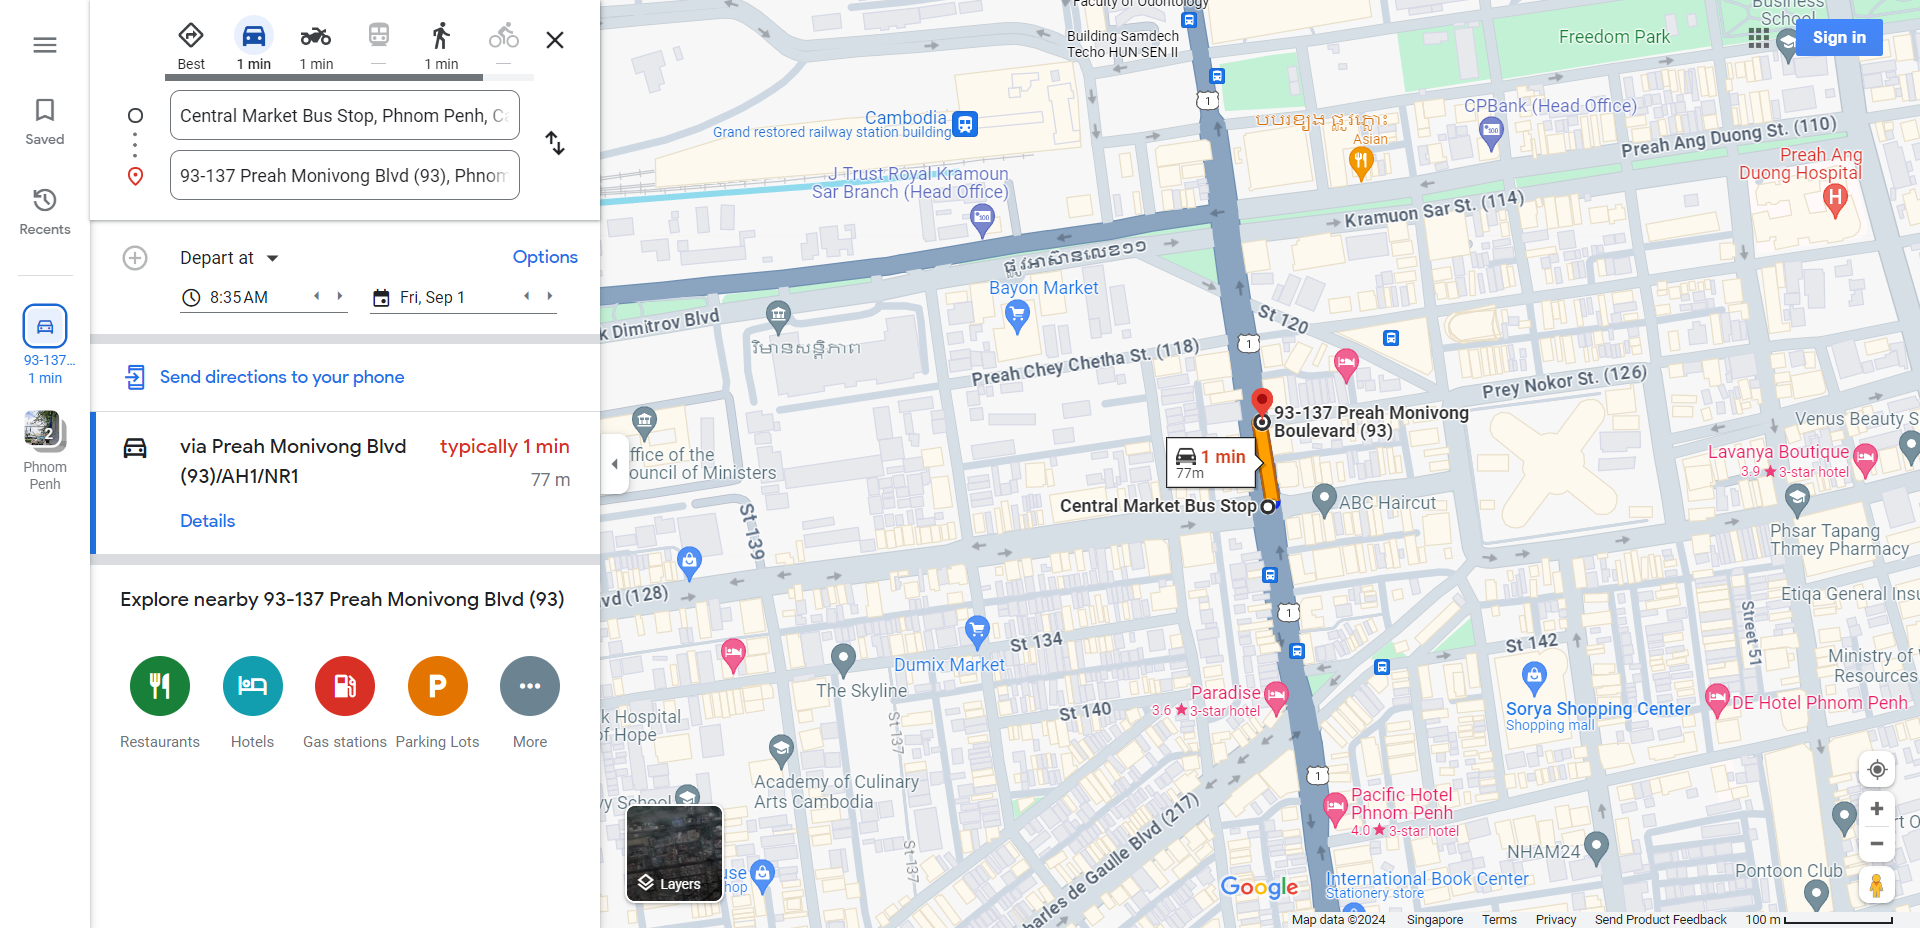 Best
1 min
1 min
—
1 min
—
Central Market Bus Stop, Phnom Penh, Ca
93-137 Preah Monivong Blvd (93), Phnom
Saved
Recents
93-137...
1 min
2
Phnom
Penh
Depart at
Options
8:35 AM
Fri, Sep 1
Send directions to your phone
via Preah Monivong Blvd
(93)/AH1/NR1
typically 1 min
77 m
Details
Explore nearby 93-137 Preah Monivong Blvd (93)
Restaurants
Hotels
Gas stations
Parking Lots
More
Faculty of Odontology
Building Samdech
Techo HUN SEN II
Business
School
Freedom Park
Sign in
1
Cambodia
Grand restored railway station building
CPBank (Head Office)
Asian
Preah Ang Duong St. (110)
Preah Ang
Duong Hospital
J Trust Royal Kramoun
Sar Branch (Head Office)
Kramuon Sar St. (114)
ផ្លូវអាស៊ានលេខ១១
Bayon Market
k Dimitrov Blvd
វិមានសន្តិភាព
St 120
1
Preah Chey Chetha St. (118)
Prey Nokor St. (126)
93-137 Preah Monivong
Boulevard (93)
1 min
77m
Central Market Bus Stop
ABC Haircut
Venus Beauty S
Lavanya Boutique
3.9 ★ 3-star hotel
ffice of the
ouncil of Ministers
St 139
Phsar Tapang
Thmey Pharmacy
vd (128)
Etiqa General Insu
1
St 134
St 142
Street 51
Dumix Market
The Skyline
Ministry of
Resources
Paradise
3.6 ★ 3-star hotel
St 140
St 137
Sorya Shopping Center
Shopping mall
DE Hotel Phnom Penh
k Hospital
of Hope
1
Academy of Culinary
Arts Cambodia
vy School
Pacific Hotel
Phnom Penh
4.0 ★ 3-star hotel
harles de Gaulle Blvd (217)
St 137
NHAM24
rt O
Pontoon Club
use
hop
Layers
Google
International Book Center
Stationery store
Map data ©2024
Singapore
Terms
Privacy
Send Product Feedback
100 m